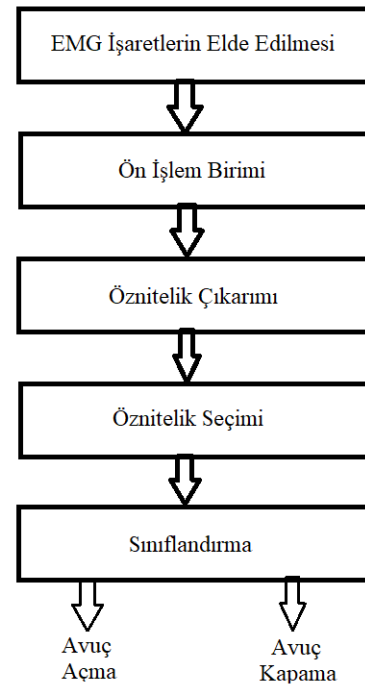 EMG İşaretlerin Elde Edilmesi
Ön İşlem Birimi
Öznitelik Çıkarımı
Öznitelik Seçimi
Sınıflandırma
Avuç
Açma
Avuç
Kapama